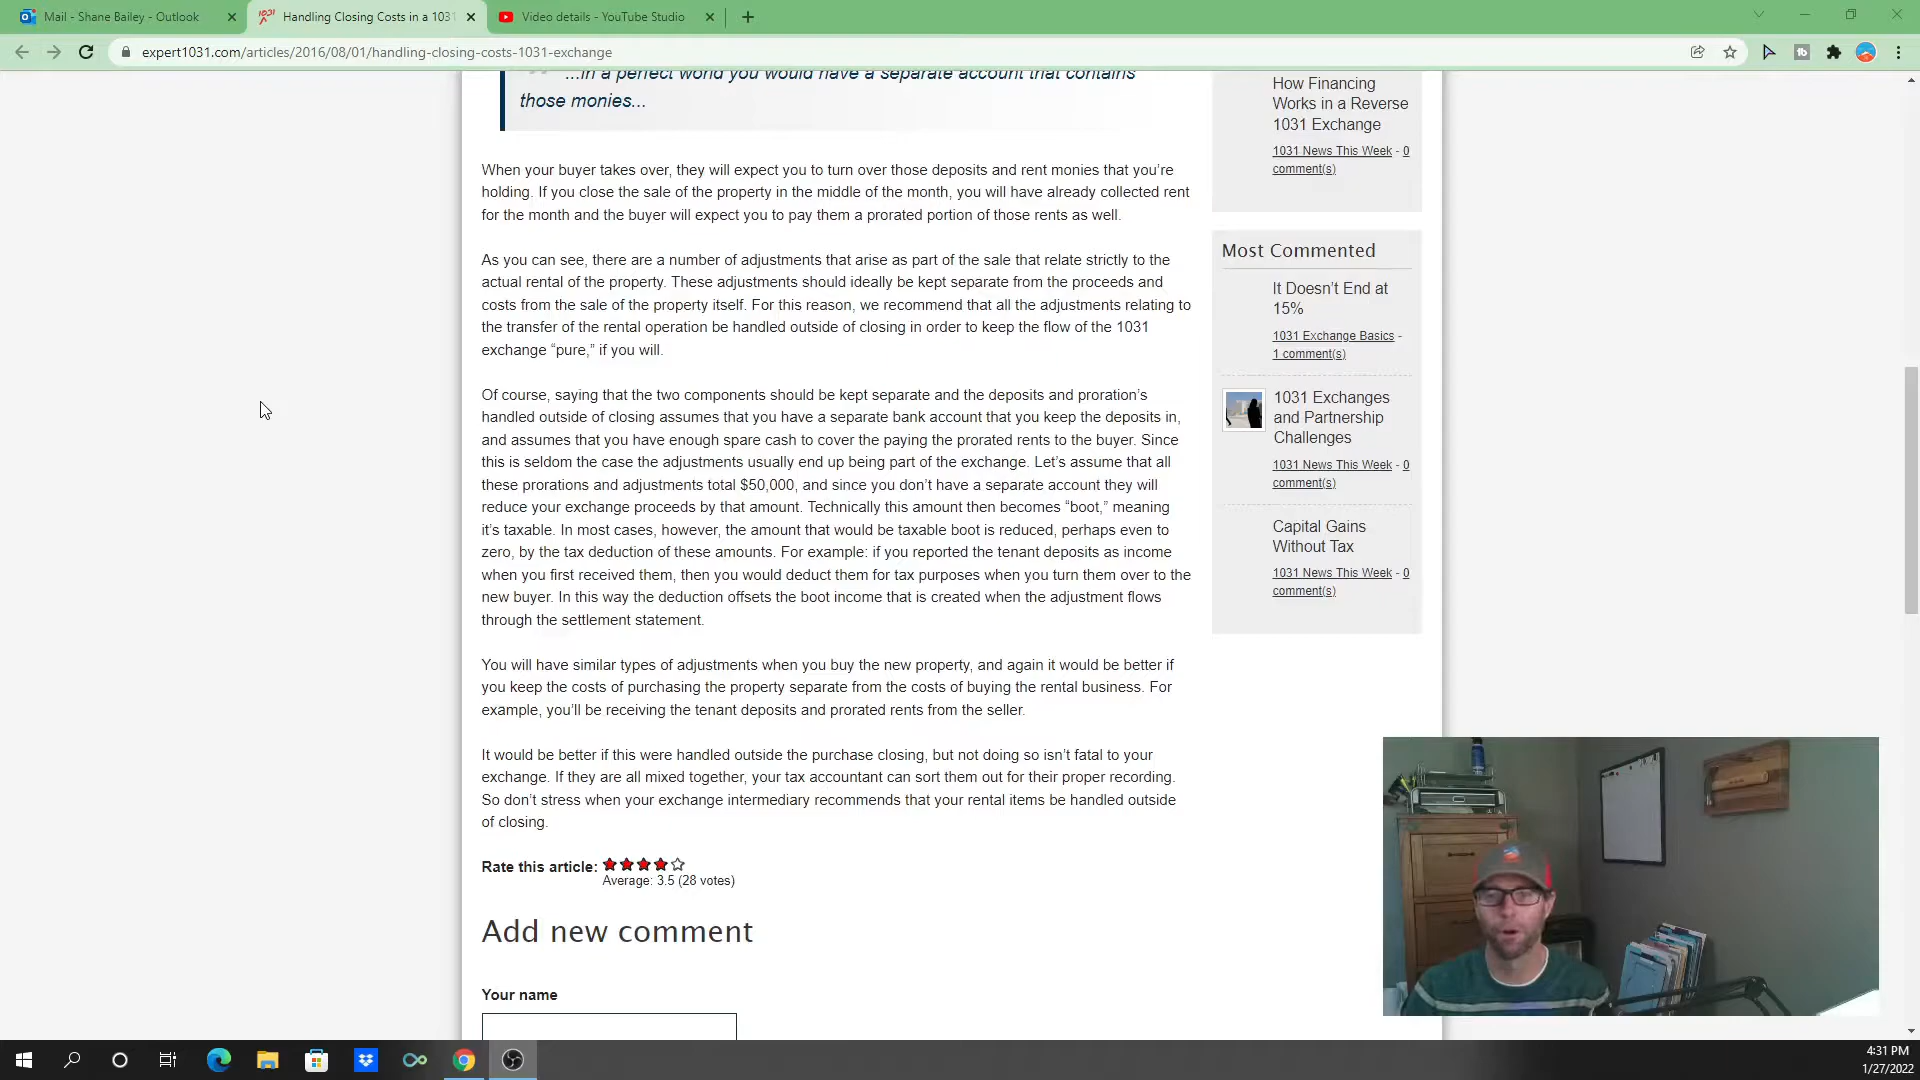 Mail - Shane Bailey - Outlook
Handling Closing Costs in a 1031
Video details - YouTube Studio
expert1031.com/articles/2016/08/01/handling-closing-costs-1031-exchange
...in a perfect world you would have a separate account that contains
those monies...
When your buyer takes over, they will expect you to turn over those deposits and rent monies that you’re
holding. If you close the sale of the property in the middle of the month, you will have already collected rent
for the month and the buyer will expect you to pay them a prorated portion of those rents as well.
As you can see, there are a number of adjustments that arise as part of the sale that relate strictly to the
actual rental of the property. These adjustments should ideally be kept separate from the proceeds and
costs from the sale of the property itself. For this reason, we recommend that all the adjustments relating to
the transfer of the rental operation be handled outside of closing in order to keep the flow of the 1031
exchange “pure,” if you will.
Of course, saying that the two components should be kept separate and the deposits and proration’s
handled outside of closing assumes that you have a separate bank account that you keep the deposits in,
and assumes that you have enough spare cash to cover the paying the prorated rents to the buyer. Since
this is seldom the case the adjustments usually end up being part of the exchange. Let’s assume that all
these prorations and adjustments total $50,000, and since you don’t have a separate account they will
reduce your exchange proceeds by that amount. Technically this amount then becomes “boot,” meaning
it’s taxable. In most cases, however, the amount that would be taxable boot is reduced, perhaps even to
zero, by the tax deduction of these amounts. For example: if you reported the tenant deposits as income
when you first received them, then you would deduct them for tax purposes when you turn them over to the
new buyer. In this way the deduction offsets the boot income that is created when the adjustment flows
through the settlement statement.
You will have similar types of adjustments when you buy the new property, and again it would be better if
you keep the costs of purchasing the property separate from the costs of buying the rental business. For
example, you’ll be receiving the tenant deposits and prorated rents from the seller.
It would be better if this were handled outside the purchase closing, but not doing so isn’t fatal to your
exchange. If they are all mixed together, your tax accountant can sort them out for their proper recording.
So don’t stress when your exchange intermediary recommends that your rental items be handled outside
of closing.
Rate this article:
Average: 3.5 (28 votes)
Add new comment
Your name
How Financing
Works in a Reverse
1031 Exchange
1031 News This Week - 0
comment(s)
Most Commented
It Doesn’t End at
15%
1031 Exchange Basics -
1 comment(s)
1031 Exchanges
and Partnership
Challenges
1031 News This Week - 0
comment(s)
Capital Gains
Without Tax
1031 News This Week - 0
comment(s)
4:31 PM
1/27/2022